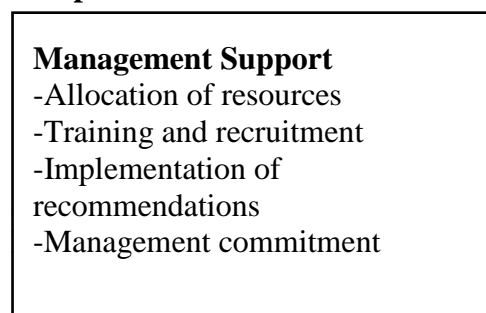 Management Support
-Allocation of resources
-Training and recruitment
-Implementation of
recommendations
-Management commitment